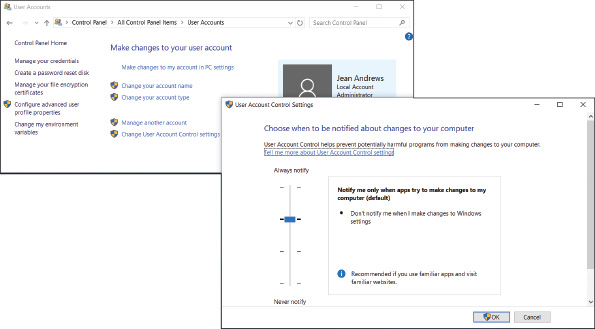 User Accounts
Control Panel > All Control Panel Items > User Accounts
Search Control Panel
Control Panel Home
Manage your credentials
Create a password reset disk
Manage your file encryption
certificates
Configure advanced user
profile properties
Change my environment
variables
Make changes to your user account
Make changes to my account in PC settings
Change your account name
Change your account type
Manage another account
Change User Account Control settings
Jean Andrews
Local Account
Administrator
User Account Control Settings
Choose when to be notified about changes to your computer
User Account Control helps prevent potentially harmful programs from making changes to your computer.
Tell me more about User Account Control settings
Always notify
Notify me only when apps try to make changes to my
computer (default)
• Don't notify me when I make changes to Windows
settings
Recommended if you use familiar apps and visit
familiar websites.
Never notify
OK
Cancel